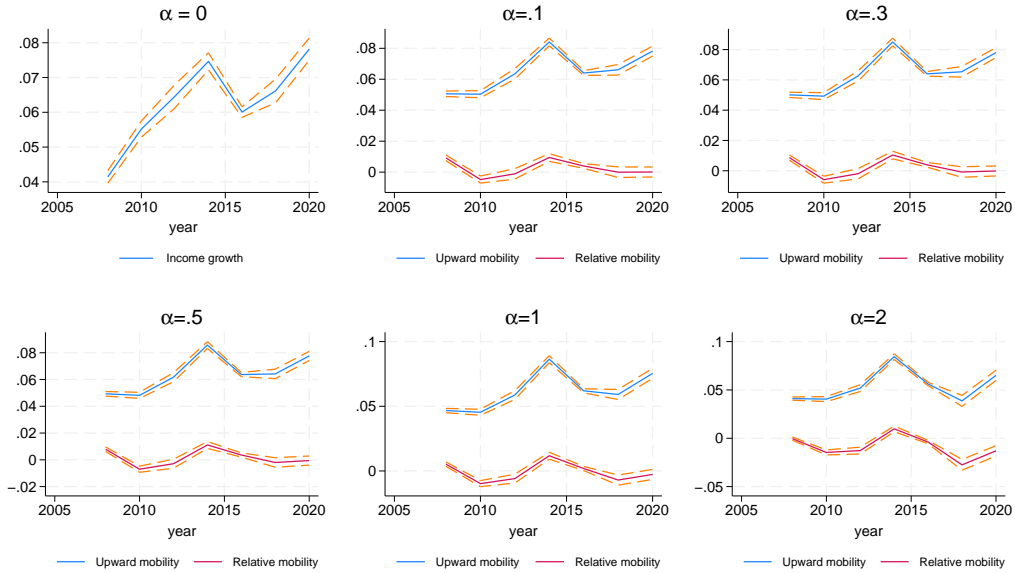 α = 0
.08
.07
.06
.05
.04
2005 2010 2015 2020
year
Income growth
α=.1
.08
.06
.04
.02
0
2005 2010 2015 2020
year
Upward mobility Relative mobility
α=.3
.08
.06
.04
.02
0
2005 2010 2015 2020
year
Upward mobility Relative mobility
α=.5
.08
.06
.04
.02
0
−.02
2005 2010 2015 2020
year
Upward mobility Relative mobility
α=1
.1
.05
0
2005 2010 2015 2020
year
Upward mobility Relative mobility
α=2
.1
.05
0
−.05
2005 2010 2015 2020
year
Upward mobility Relative mobility